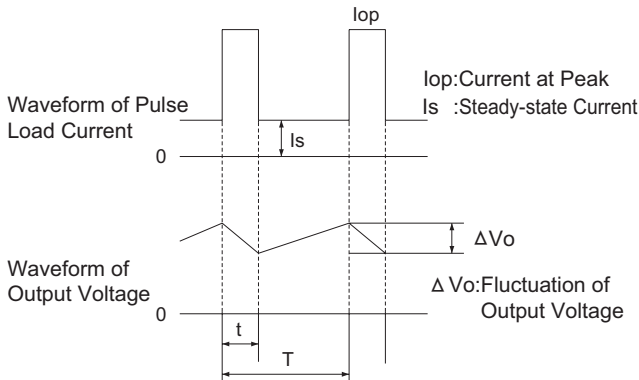 Iop
Iop:Current at Peak
Is :Steady-state Current
Waveform of Pulse
Load Current
Is
0
ΔVo
Waveform of
Output Voltage
ΔVo:Fluctuation of
Output Voltage
0
t
T